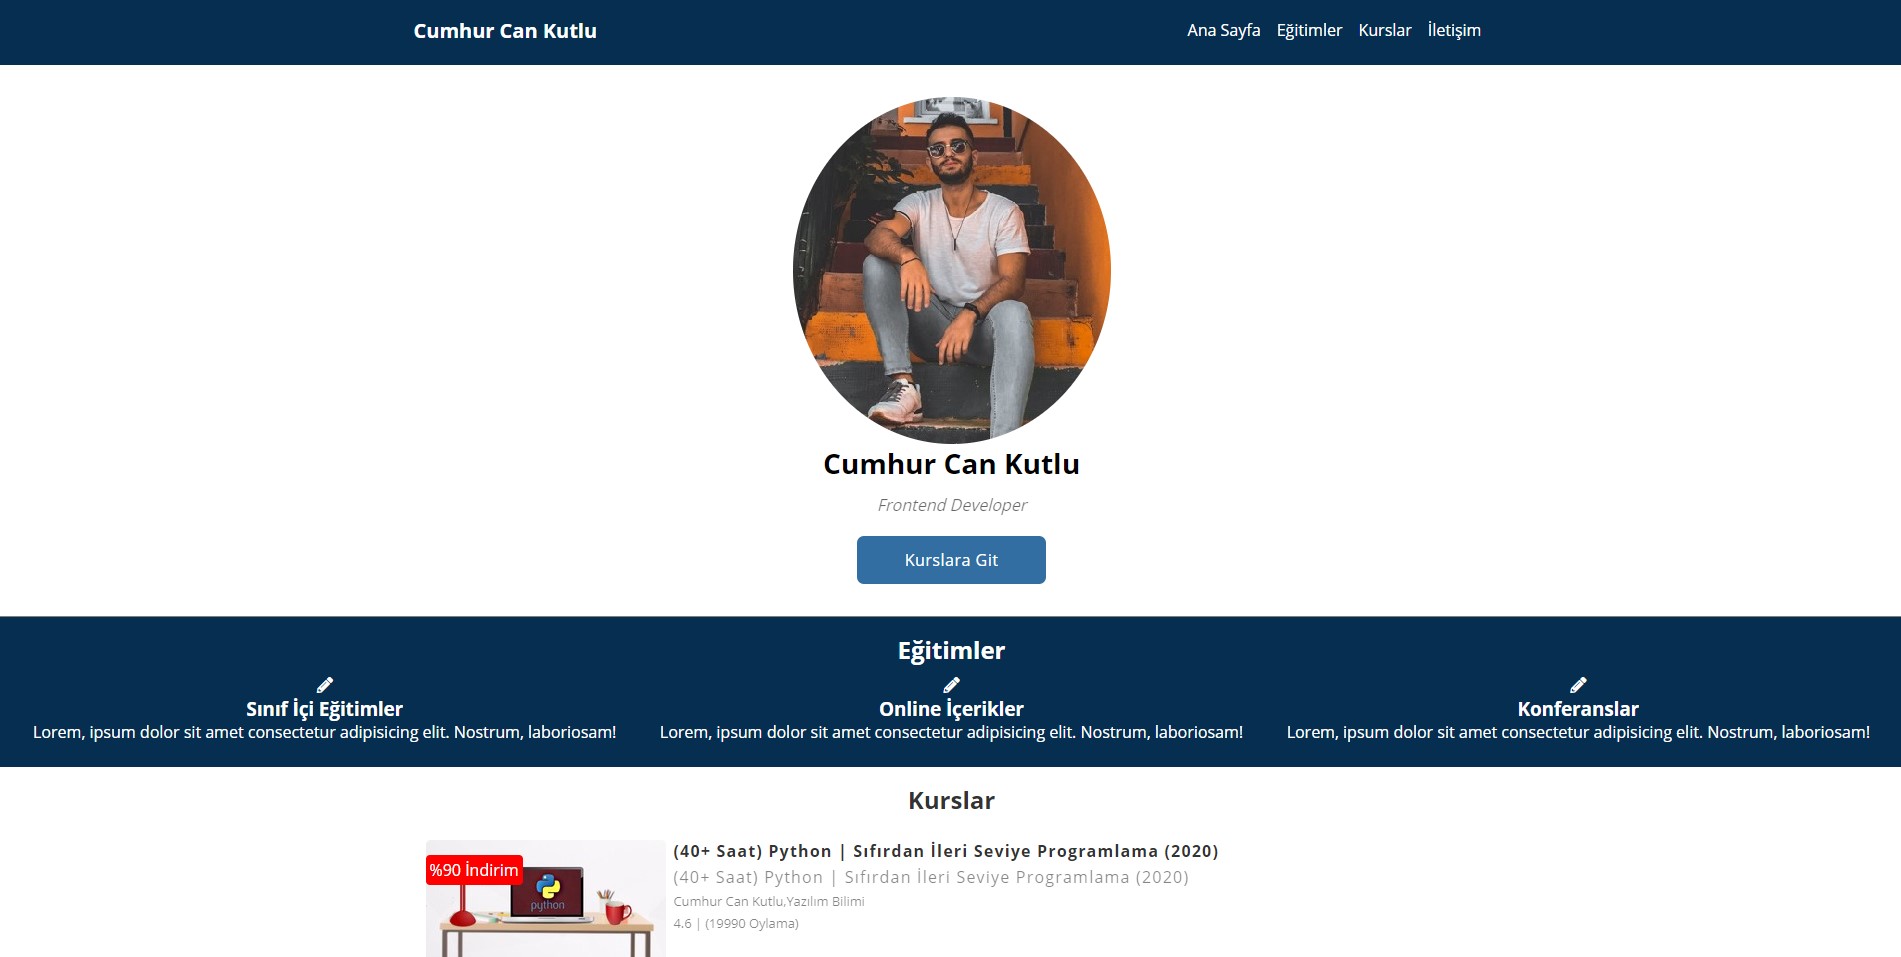 Cumhur Can Kutlu
Ana Sayfa Eğitimler Kurslar İletişim
Cumhur Can Kutlu
Frontend Developer
Kurslara Git
Eğitimler
Sınıf İçi Eğitimler
Lorem, ipsum dolor sit amet consectetur adipisicing elit. Nostrum, laboriosam!
Online İçerikler
Lorem, ipsum dolor sit amet consectetur adipisicing elit. Nostrum, laboriosam!
Konferanslar
Lorem, ipsum dolor sit amet consectetur adipisicing elit. Nostrum, laboriosam!
Kurslar
%90 İndirim
python
(40+ Saat) Python | Sıfırdan İleri Seviye Programlama (2020)
(40+ Saat) Python | Sıfırdan İleri Seviye Programlama (2020)
Cumhur Can Kutlu,Yazılım Bilimi
4.6 | (19990 Oylama)